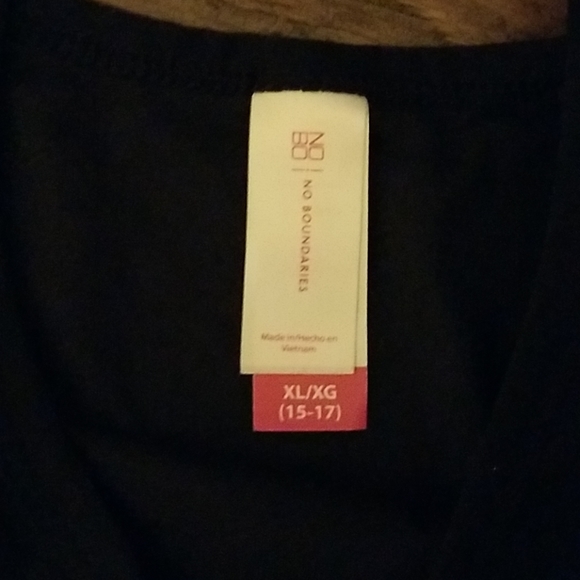 NO
BO
NO BOUNDARIES
Made in/Hecho en
Vietnam
XL/XG
(15-17)